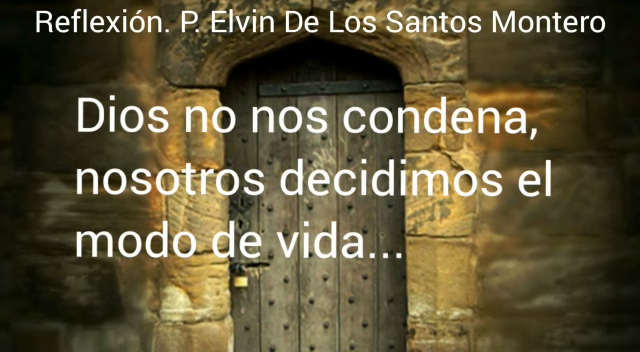 Reflexión. P. Elvin De Los Santos Montero
Dios no nos condena,
nosotros decidimos el
modo de vida...